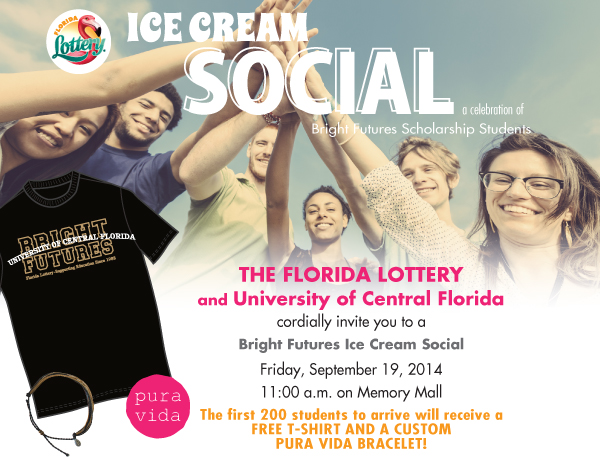 FLORIDA
Lottery
ICE CREAM
SOCIAL
a celebration of
Bright Futures Scholarship Students
BRIGHT
UNIVERSITY OF CENTRAL FLORIDA
FUTURES
Florida Lottery-Supporting Education Since 1988
THE FLORIDA LOTTERY
and University of Central Florida
cordially invite you to a
Bright Futures Ice Cream Social
Friday, September 19, 2014
11:00 a.m. on Memory Mall
pura
vida
The first 200 students to arrive will receive a
FREE T-SHIRT AND A CUSTOM
PURA VIDA BRACELET!